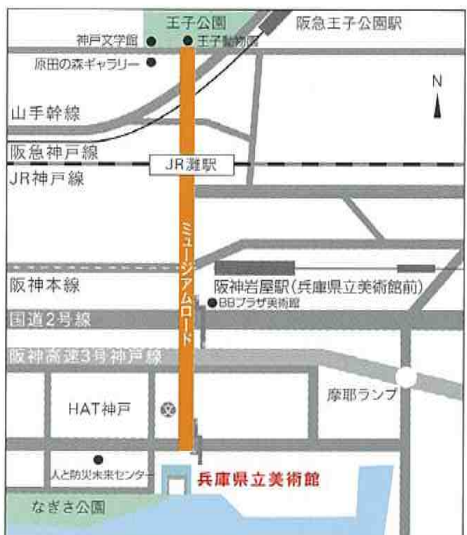 王子公園
阪急王子公園駅
神戸文学館
王子動物園
原田の森ギャラリー
N
山手幹線
阪急神戸線
JR灘駅
JR神戸線
ミュージアムロード
阪神本線
阪神岩屋駅(兵庫県立美術館前)
BBプラザ美術館
国道2号線
阪神高速3号神戸線
摩耶ランプ
HAT神戸
文
人と防災未来センター
兵庫県立美術館
なぎさ公園